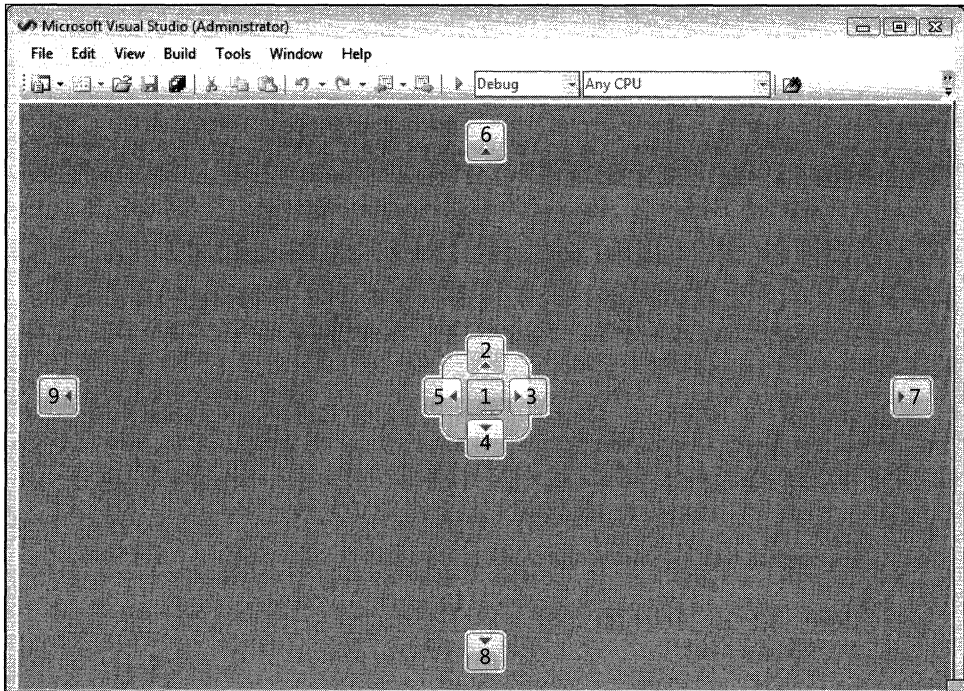 Microsoft Visual Studio (Administrator)
File Edit View Build Tools Window Help
Debug Any CPU
6
2
9 5 1 3 7
4
8